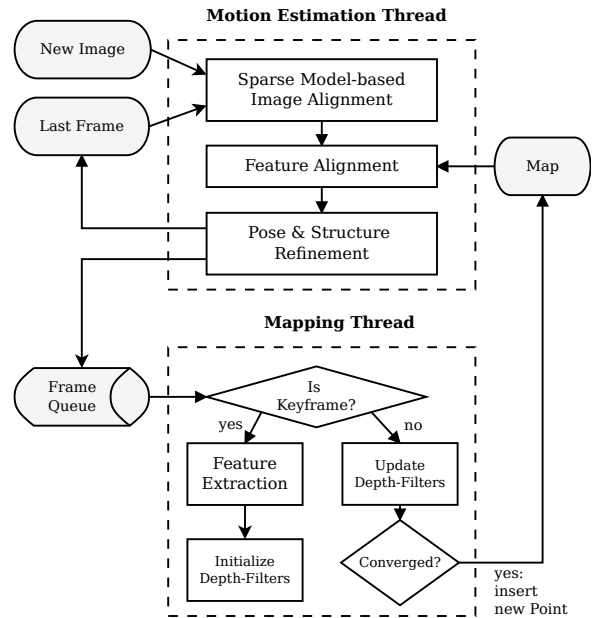 Motion Estimation Thread
New Image
Last Frame
Sparse Model-based
Image Alignment
Feature Alignment
Map
Pose & Structure
Refinement
Mapping Thread
Frame
Queue
Is
Keyframe?
yes
no
Feature
Extraction
Update
Depth-Filters
Initialize
Depth-Filters
Converged?
yes:
insert
new Point